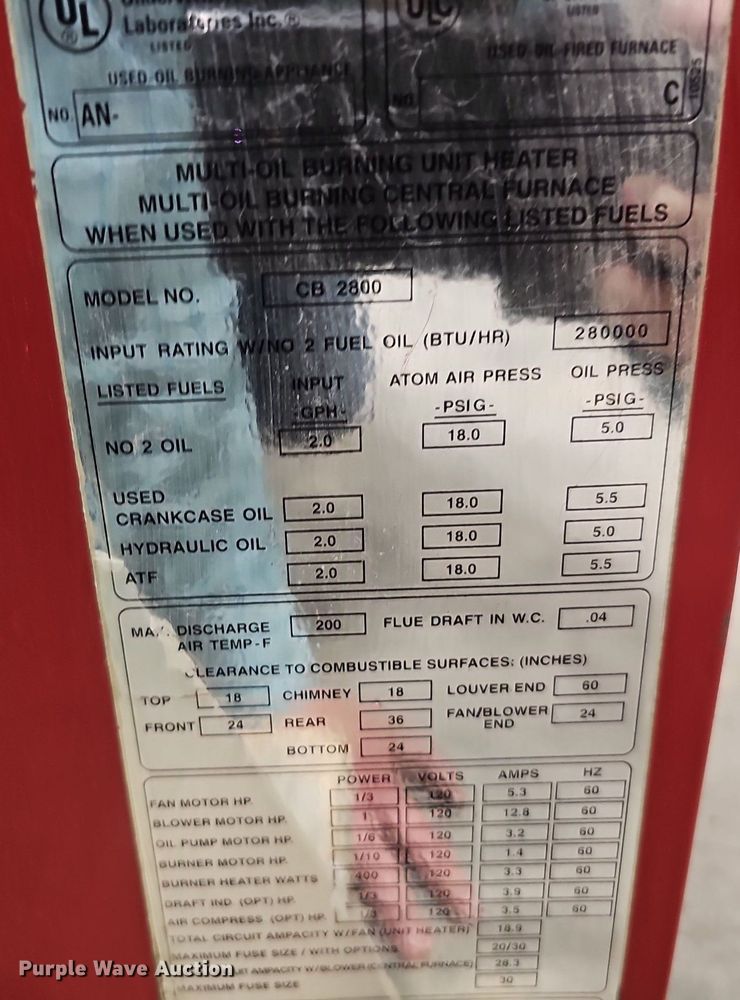 UL ®
Laboratories Inc.®
LISTED
USED OIL BURNING APPLIANCE
NO. AN-
ULC
LISTED
USED OIL FIRED FURNACE
NO. C
MULTI-OIL BURNING UNIT HEATER
MULTI-OIL BURNING CENTRAL FURNACE
WHEN USED WITH THE FOLLOWING LISTED FUELS
MODEL NO. CB 2800
INPUT RATING W/NO 2 FUEL OIL (BTU/HR) 280000
LISTED FUELS INPUT ATOM AIR PRESS OIL PRESS
-GPH- -PSIG- -PSIG-
NO 2 OIL 2.0 18.0 5.0
USED
CRANKCASE OIL 2.0 18.0 5.5
HYDRAULIC OIL 2.0 18.0 5.0
ATF 2.0 18.0 5.5
DISCHARGE 200 FLUE DRAFT IN W.C. .04
AIR TEMP-F
CLEARANCE TO COMBUSTIBLE SURFACES: (INCHES)
TOP 18 CHIMNEY 18 LOUVER END 60
FRONT 24 REAR 36 FAN/BLOWER END 24
BOTTOM 24
POWER VOLTS AMPS HZ
FAN MOTOR HP. 1/3 120 5.3 60
BLOWER MOTOR HP. 1 120 12.8 60
OIL PUMP MOTOR HP. 1/6 120 3.2 60
BURNER MOTOR HP. 1/10 120 1.4 60
BURNER HEATER WATTS 400 120 3.3 60
DRAFT IND. (OPT) HP. 1/3 120 3.9 60
AIR COMPRESS (OPT) HP. 1/3 120 3.5 60
TOTAL CIRCUIT AMPACITY W/FAN (UNIT HEATER) 18.9
MAXIMUM FUSE SIZE / WITH OPTIONS 20/30
AMPACITY W/BLOWER (CENTRAL FURNACE) 28.3
MAXIMUM FUSE SIZE 30
Purple Wave Auction